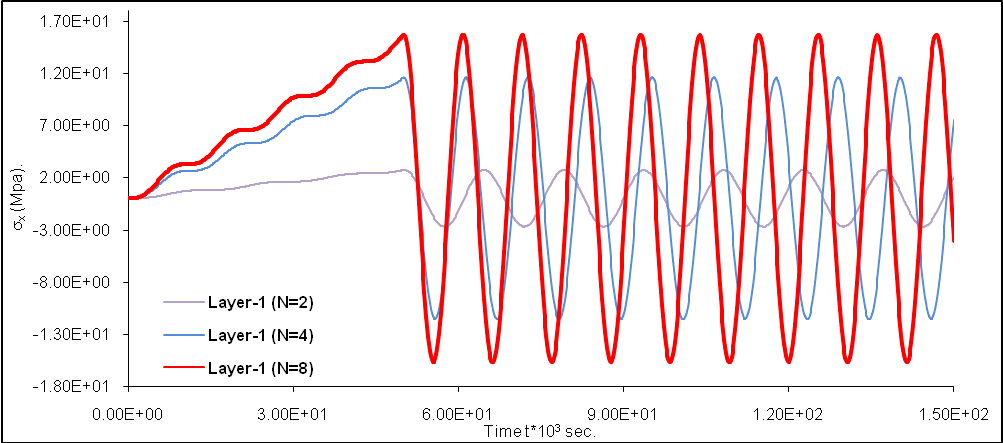 1.70E+01
1.20E+01
7.00E+00
2.00E+00
-3.00E+00
-8.00E+00
-1.30E+01
-1.80E+01
σx (Mpa).
Layer-1 (N=2)
Layer-1 (N=4)
Layer-1 (N=8)
0.00E+00 3.00E+01 6.00E+01 9.00E+01 1.20E+02 1.50E+02
Time t*10³ sec.